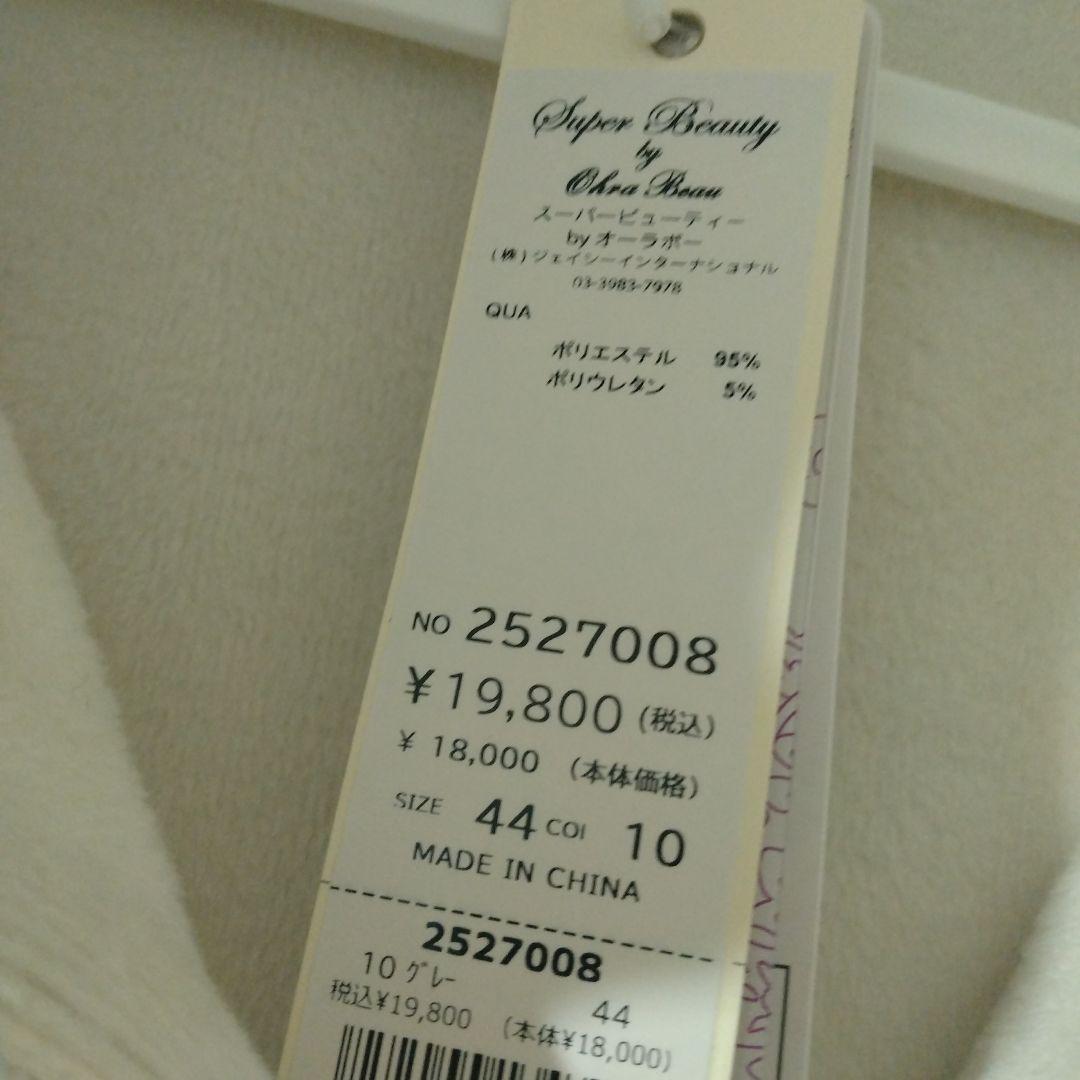 Super Beauty
by
Ohra Beau
スーパービューティー
by オーラボー
(株)ジェイシーインターナショナル
03-3983-7978
QUA
ポリエステル 95%
ポリウレタン 5%
NO 2527008
¥19,800 (税込)
¥ 18,000 (本体価格)
SIZE 44 COl 10
MADE IN CHINA
2527008
10 グレー 44
税込¥19,800 (本体¥18,000)